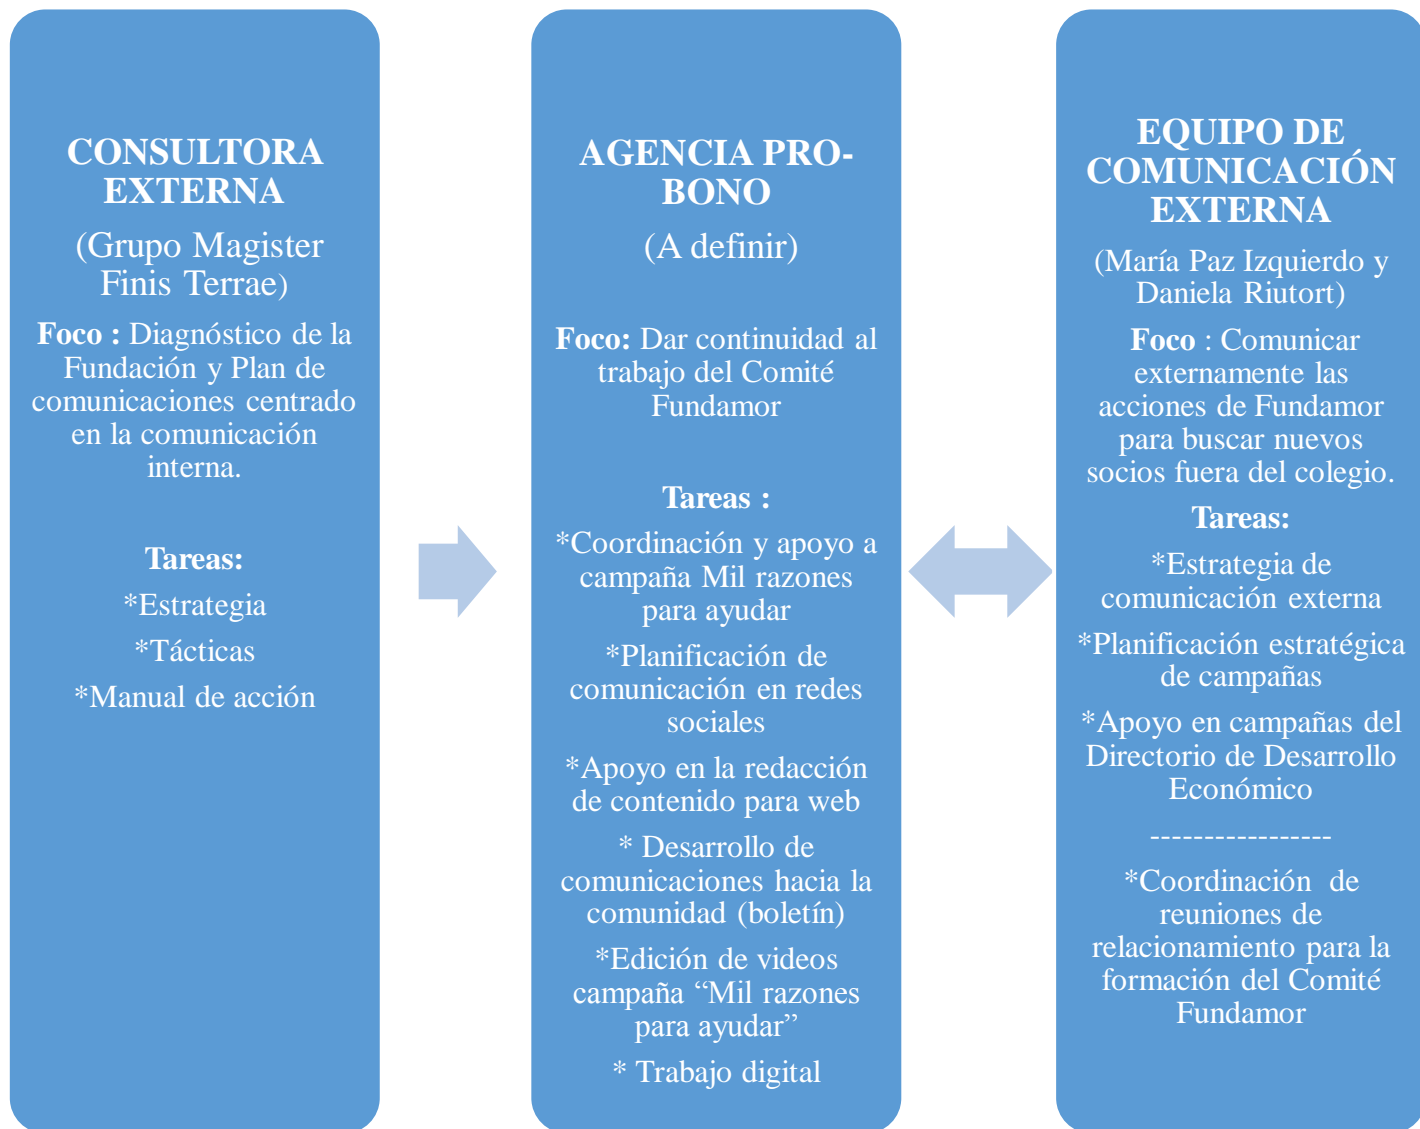 CONSULTORA
EXTERNA
(Grupo Magister
Finis Terrae)
Foco : Diagnóstico de la
Fundación y Plan de
comunicaciones centrado
en la comunicación
interna.
Tareas:
*Estrategia
*Tácticas
*Manual de acción
AGENCIA PRO-
BONO
(A definir)
Foco: Dar continuidad al
trabajo del Comité
Fundamor
Tareas :
*Coordinación y apoyo a
campaña Mil razones
para ayudar
*Planificación de
comunicación en redes
sociales
*Apoyo en la redacción
de contenido para web
* Desarrollo de
comunicaciones hacia la
comunidad (boletín)
*Edición de videos
campaña “Mil razones
para ayudar”
* Trabajo digital
EQUIPO DE
COMUNICACIÓN
EXTERNA
(María Paz Izquierdo y
Daniela Riutort)
Foco : Comunicar
externamente las
acciones de Fundamor
para buscar nuevos
socios fuera del colegio.
Tareas:
*Estrategia de
comunicación externa
*Planificación estratégica
de campañas
*Apoyo en campañas del
Directorio de Desarrollo
Económico
-----------------
*Coordinación de
reuniones de
relacionamiento para la
formación del Comité
Fundamor